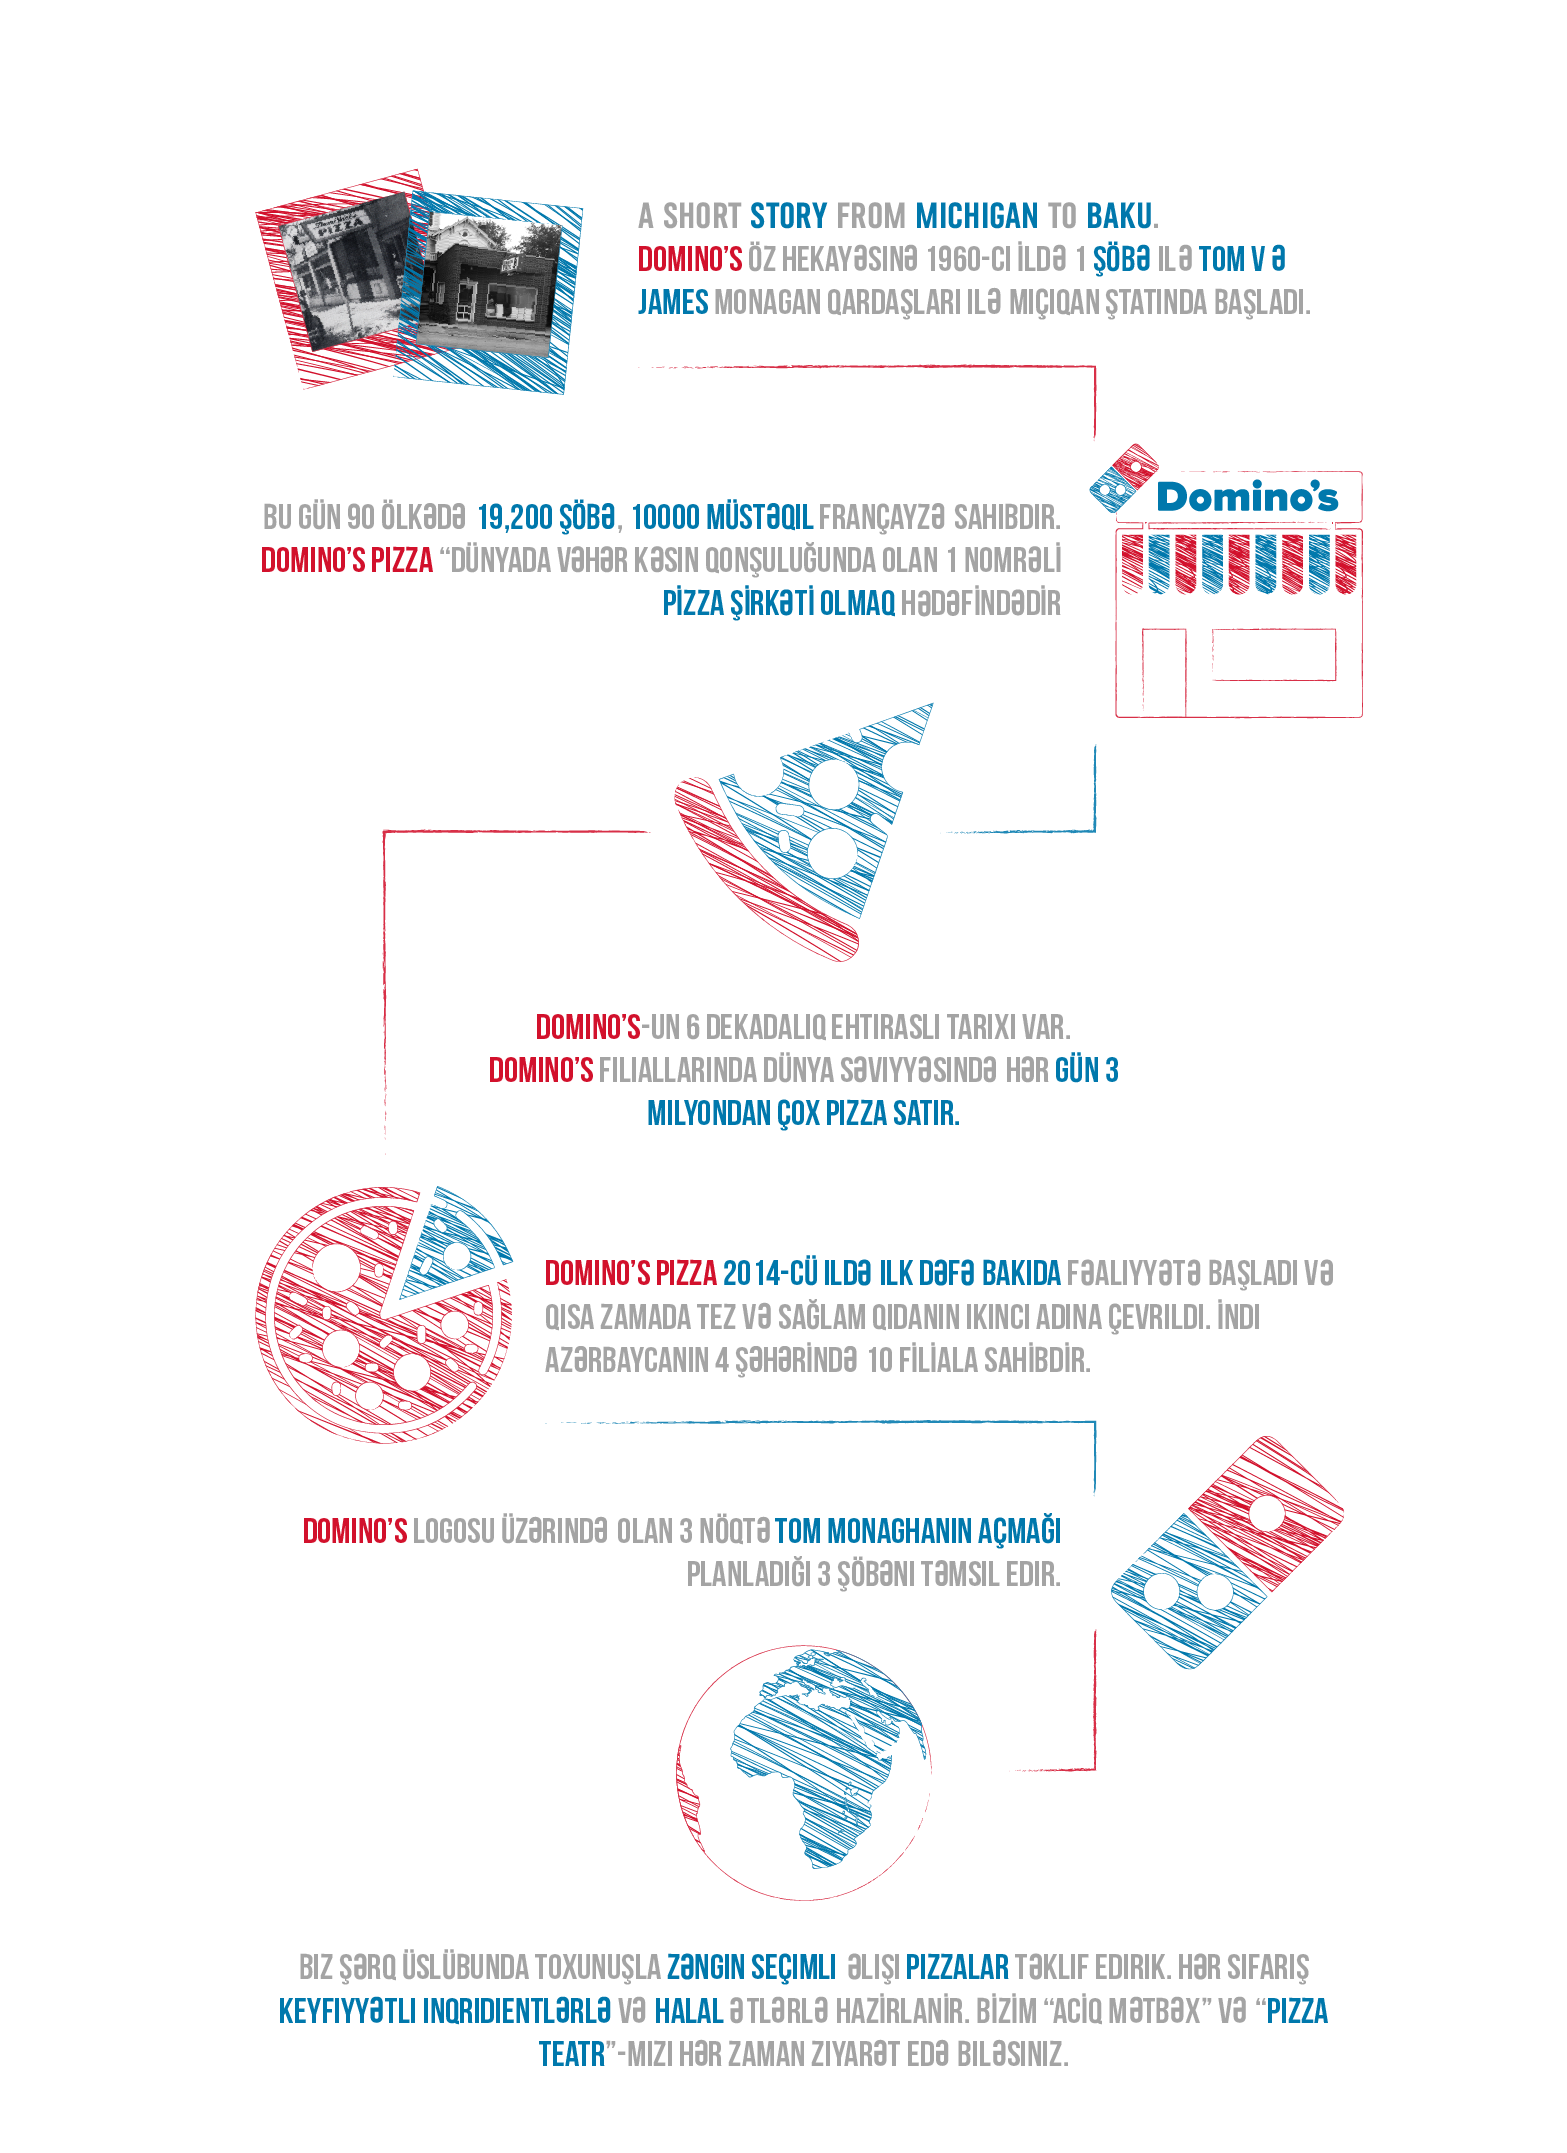 PIZZA
A SHORT STORY FROM MICHIGAN TO BAKU.
DOMINO'S ÖZ HEKAYƏSINƏ 1960-CI İLDƏ 1 ŞÖBƏ ILƏ TOM V Ə
JAMES MONAGAN QARDAŞLARI ILƏ MIÇIQAN ŞTATINDA BAŞLADI.
Domino's
BU GÜN 90 ÖLKƏDƏ 19,200 ŞÖBƏ, 10000 MÜSTƏQIL FRANÇAYZƏ SAHIBDIR.
DOMINO'S PIZZA “DÜNYADA VƏHƏR KƏSIN QONŞULUĞUNDA OLAN 1 NOMRƏLİ
PİZZA ŞİRKƏTİ OLMAQ HƏDƏFİNDƏDİR
DOMINO'S-UN 6 DEKADALIQ EHTIRASLI TARIXI VAR.
DOMINO'S FILIALLARINDA DÜNYA SƏVIYYƏSINDƏ HƏR GÜN 3
MILYONDAN ÇOX PIZZA SATIR.
DOMINO'S PIZZA 2014-CÜ ILDƏ ILK DƏFƏ BAKIDA FƏALIYYƏTƏ BAŞLADI VƏ
QISA ZAMADA TEZ VƏ SAĞLAM QIDANIN IKINCI ADINA ÇEVRILDI. İNDI
AZƏRBAYCANIN 4 ŞƏHƏRİNDƏ 10 FİLİALA SAHİBDİR.
DOMINO'S LOGOSU ÜZƏRINDƏ OLAN 3 NÖQTƏ TOM MONAGHANIN AÇMAĞI
PLANLADIĞI 3 ŞÖBƏNI TƏMSIL EDIR.
BIZ ŞƏRQ ÜSLÜBUNDA TOXUNUŞLA ZƏNGIN SEÇIMLI ƏLIŞI PIZZALAR TƏKLIF EDIRIK. HƏR SIFARIŞ
KEYFIYYƏTLI INQRIDIENTLƏRLƏ VƏ HALAL ƏTLƏRLƏ HAZİRLANİR. BİZİM “ACİQ MƏTBƏX” VƏ “PIZZA
TEATR”-MIZI HƏR ZAMAN ZIYARƏT EDƏ BILƏSINIZ.